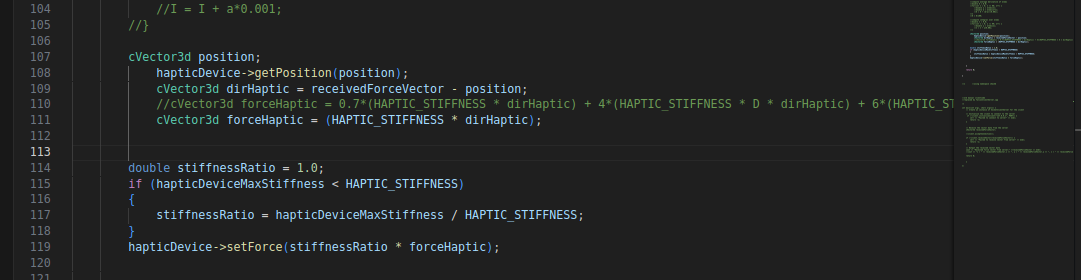 104 //I = I + a*0.001;
105 //}
106
107 cVector3d position;
108 hapticDevice->getPosition(position);
109 cVector3d dirHaptic = receivedForceVector - position;
110 //cVector3d forceHaptic = 0.7*(HAPTIC_STIFFNESS * dirHaptic) + 4*(HAPTIC_STIFFNESS * D * dirHaptic) + 6*(HAPTIC_ST
111 cVector3d forceHaptic = (HAPTIC_STIFFNESS * dirHaptic);
112
113
114 double stiffnessRatio = 1.0;
115 if (hapticDeviceMaxStiffness < HAPTIC_STIFFNESS)
116 {
117 stiffnessRatio = hapticDeviceMaxStiffness / HAPTIC_STIFFNESS;
118 }
119 hapticDevice->setForce(stiffnessRatio * forceHaptic);
120
121